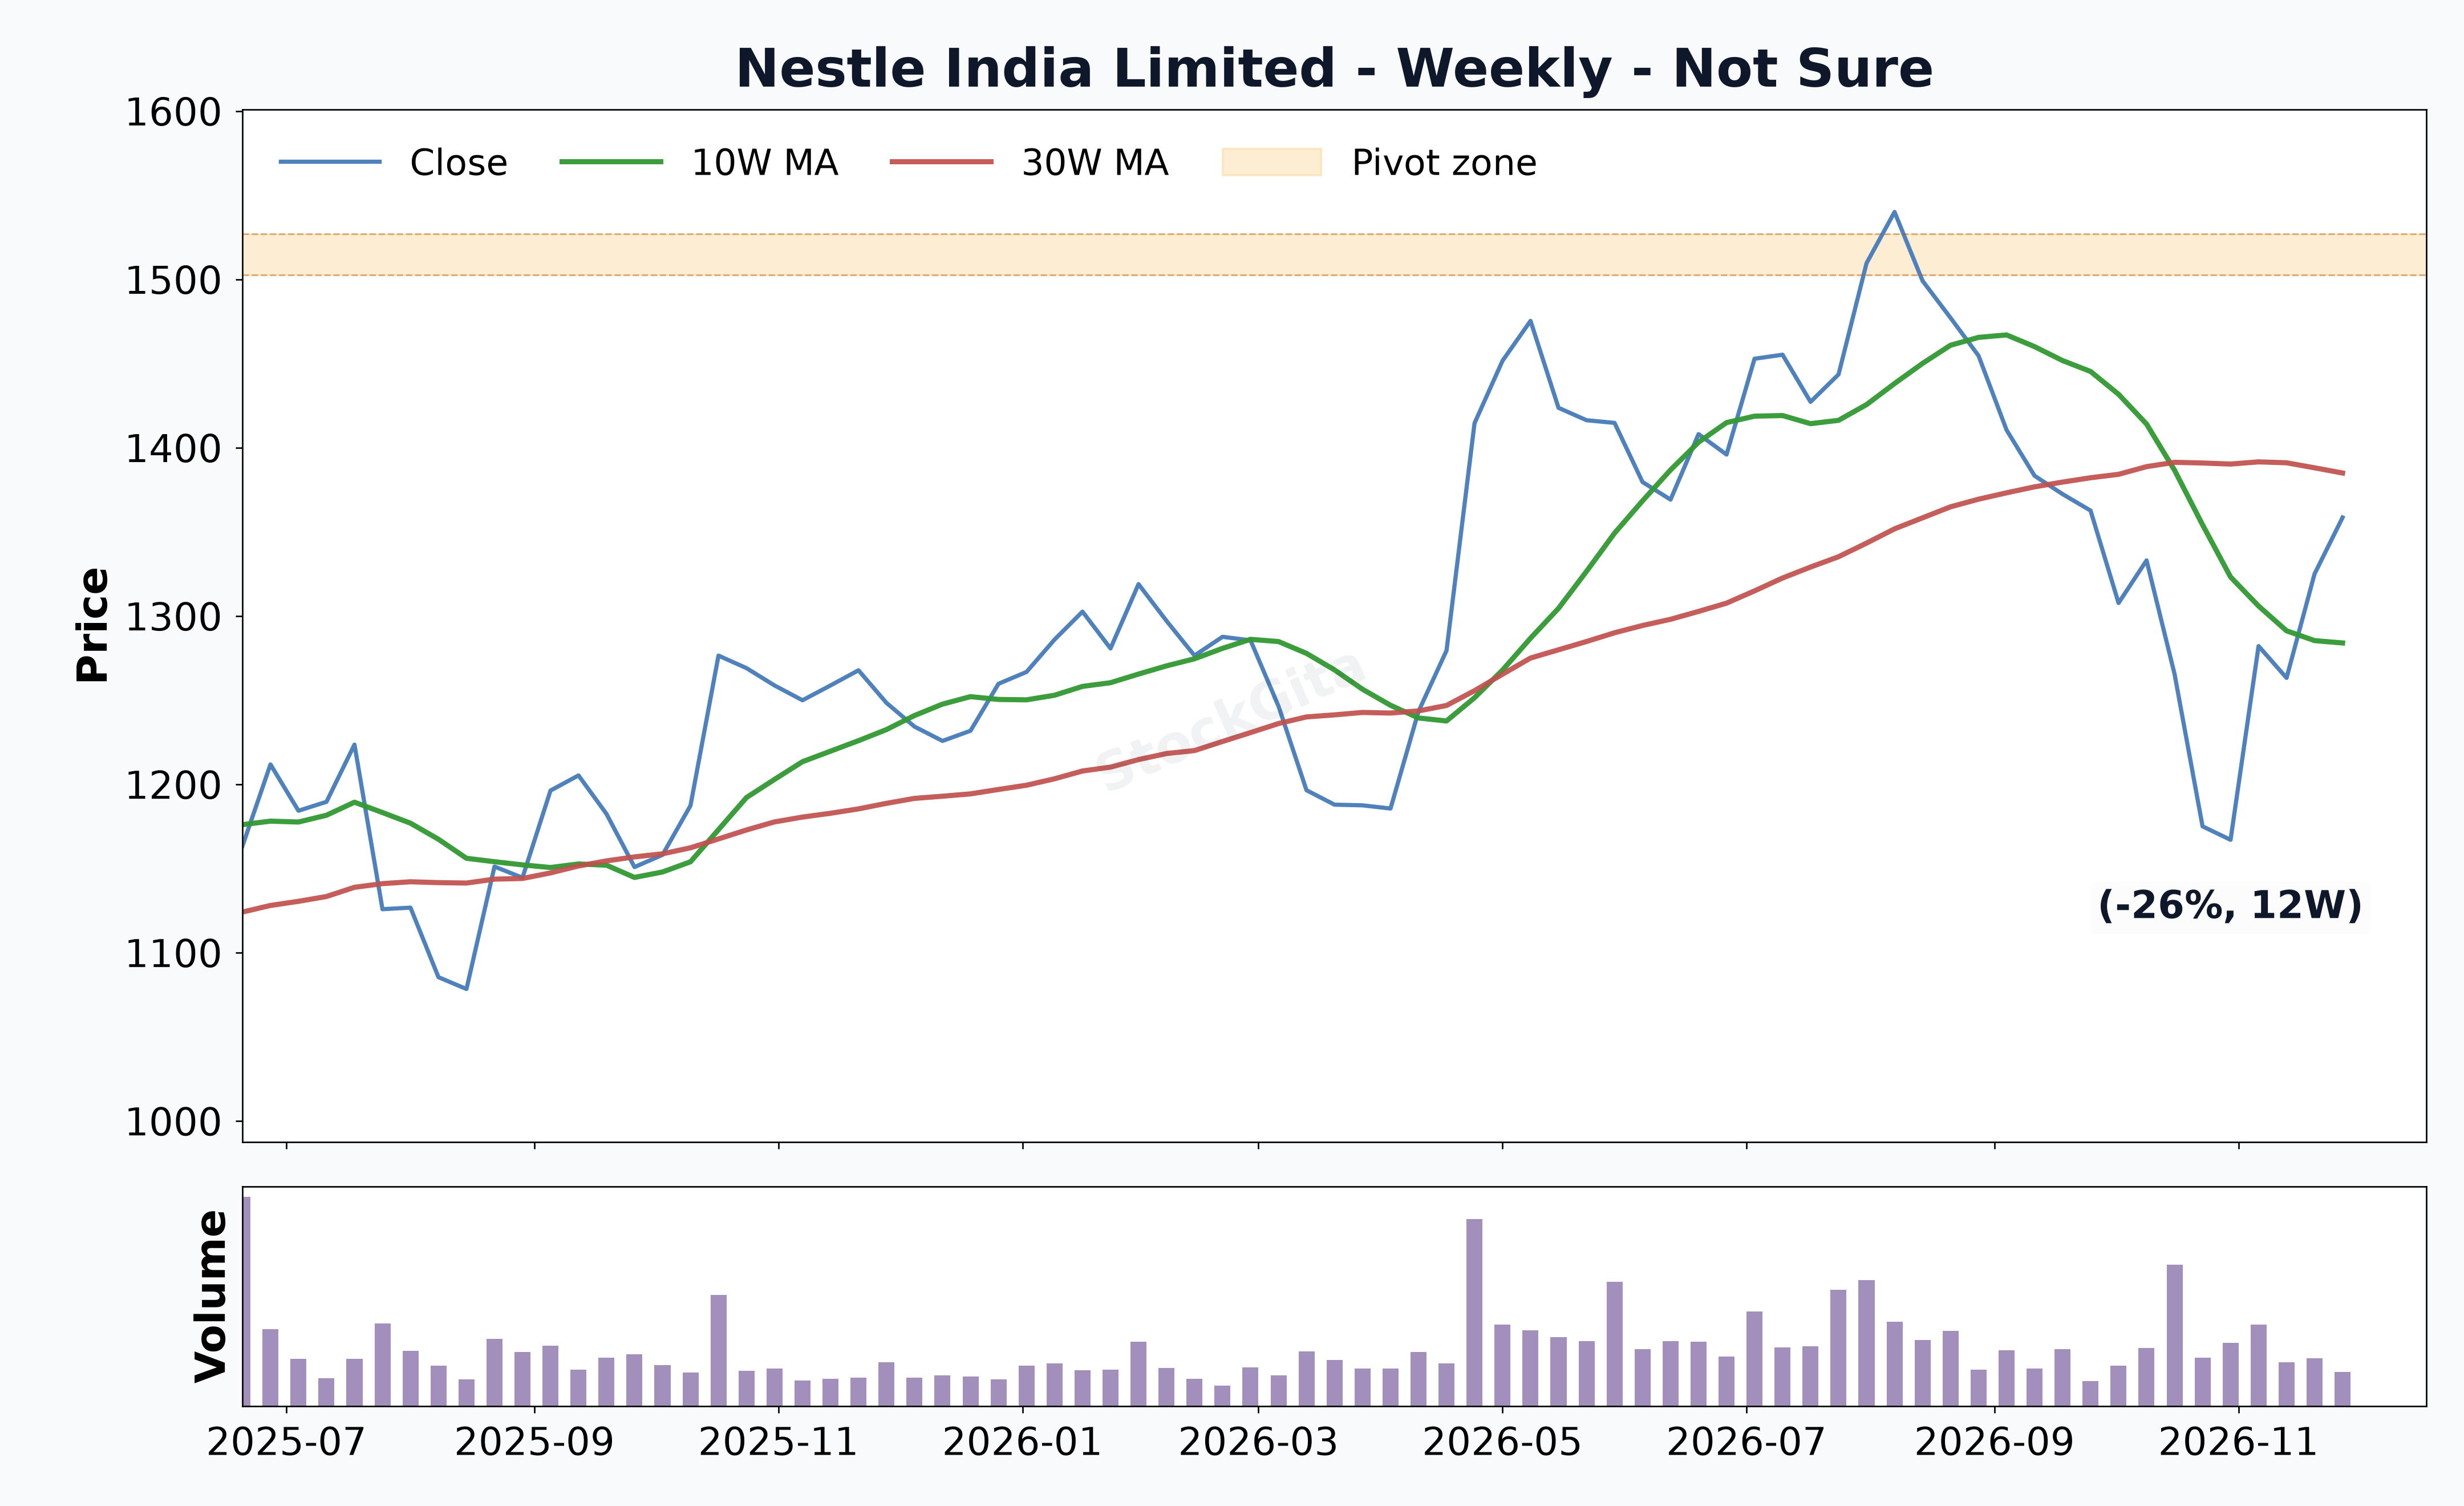 Nestle India Limited - Weekly - Not Sure
Close 10W MA 30W MA Pivot zone
1600
1500
1400
1300
1200
1100
1000
Price
StockGita
(-26%, 12W)
Volume
2025-07 2025-09 2025-11 2026-01 2026-03 2026-05 2026-07 2026-09 2026-11